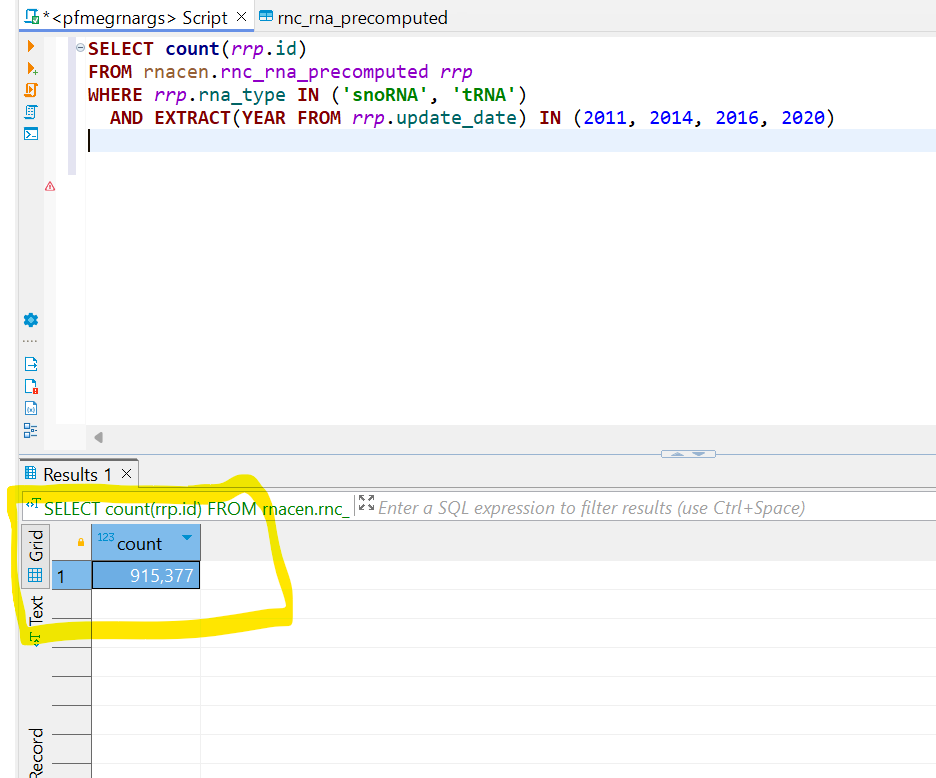 *<pfmegrnargs> Script
rnc_rna_precomputed
SELECT count(rrp.id)
FROM rnacen.rnc_rna_precomputed rrp
WHERE rrp.rna_type IN ('snoRNA', 'tRNA')
AND EXTRACT(YEAR FROM rrp.update_date) IN (2011, 2014, 2016, 2020)
Results 1
SELECT count(rrp.id) FROM rnacen.rnc_
Enter a SQL expression to filter results (use Ctrl+Space)
Grid
123 count
1
915,377
Text
Record